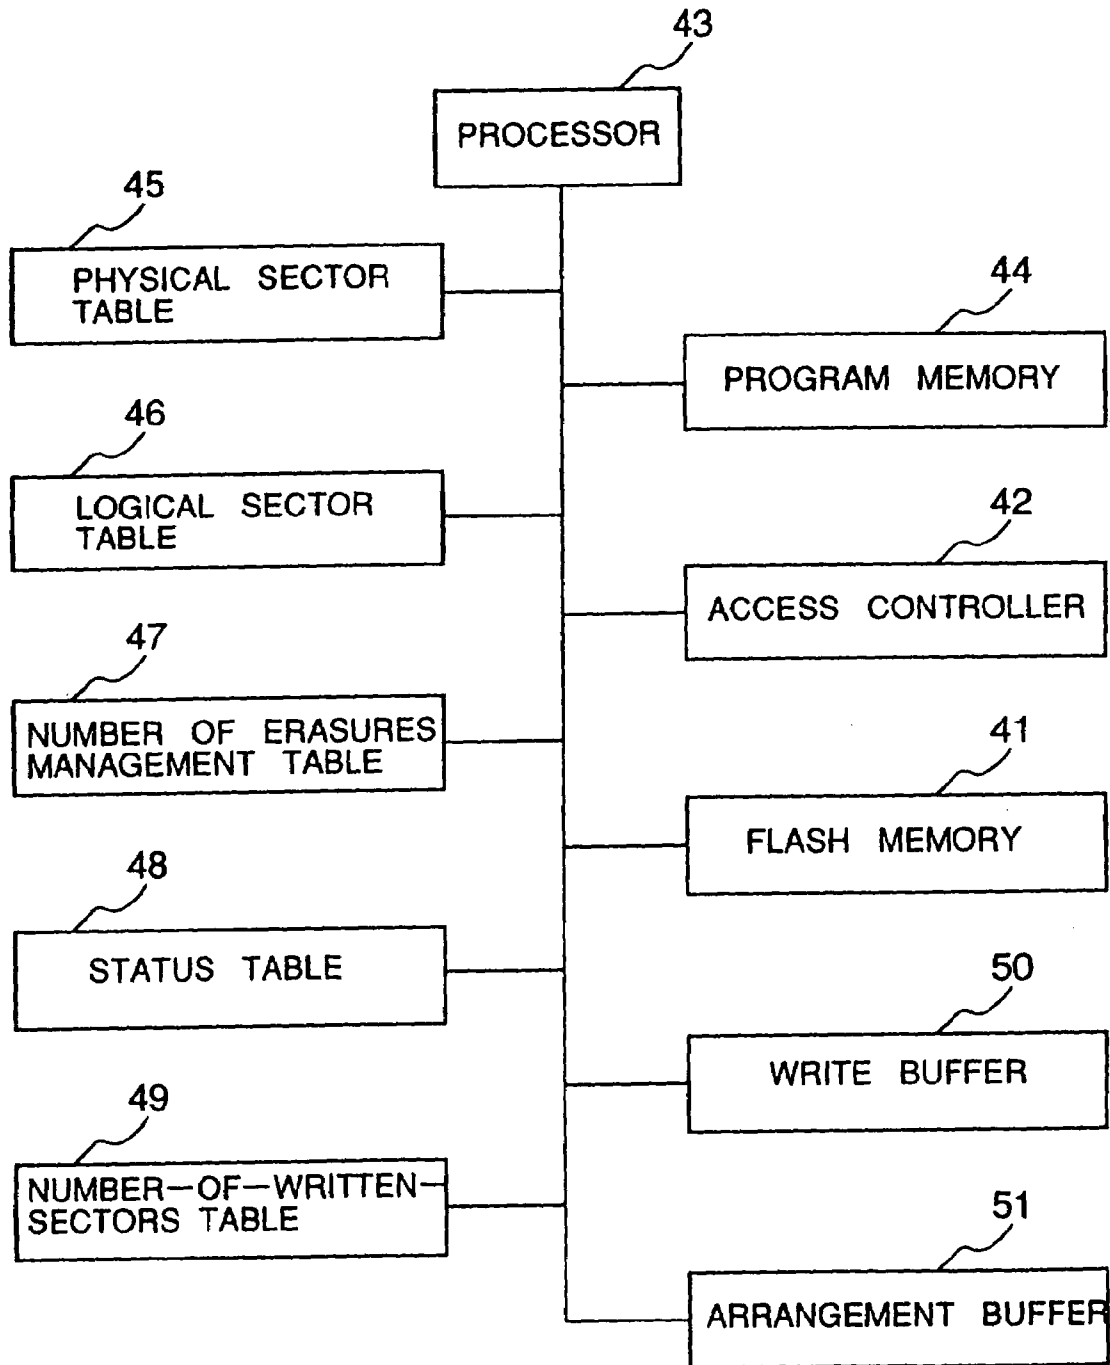 43
PROCESSOR
45
PHYSICAL SECTOR
TABLE
44
PROGRAM MEMORY
46
LOGICAL SECTOR
TABLE
42
ACCESS CONTROLLER
47
NUMBER OF ERASURES
MANAGEMENT TABLE
41
FLASH MEMORY
48
STATUS TABLE
50
WRITE BUFFER
49
NUMBER-OF-WRITTEN-
SECTORS TABLE
51
ARRANGEMENT BUFFER